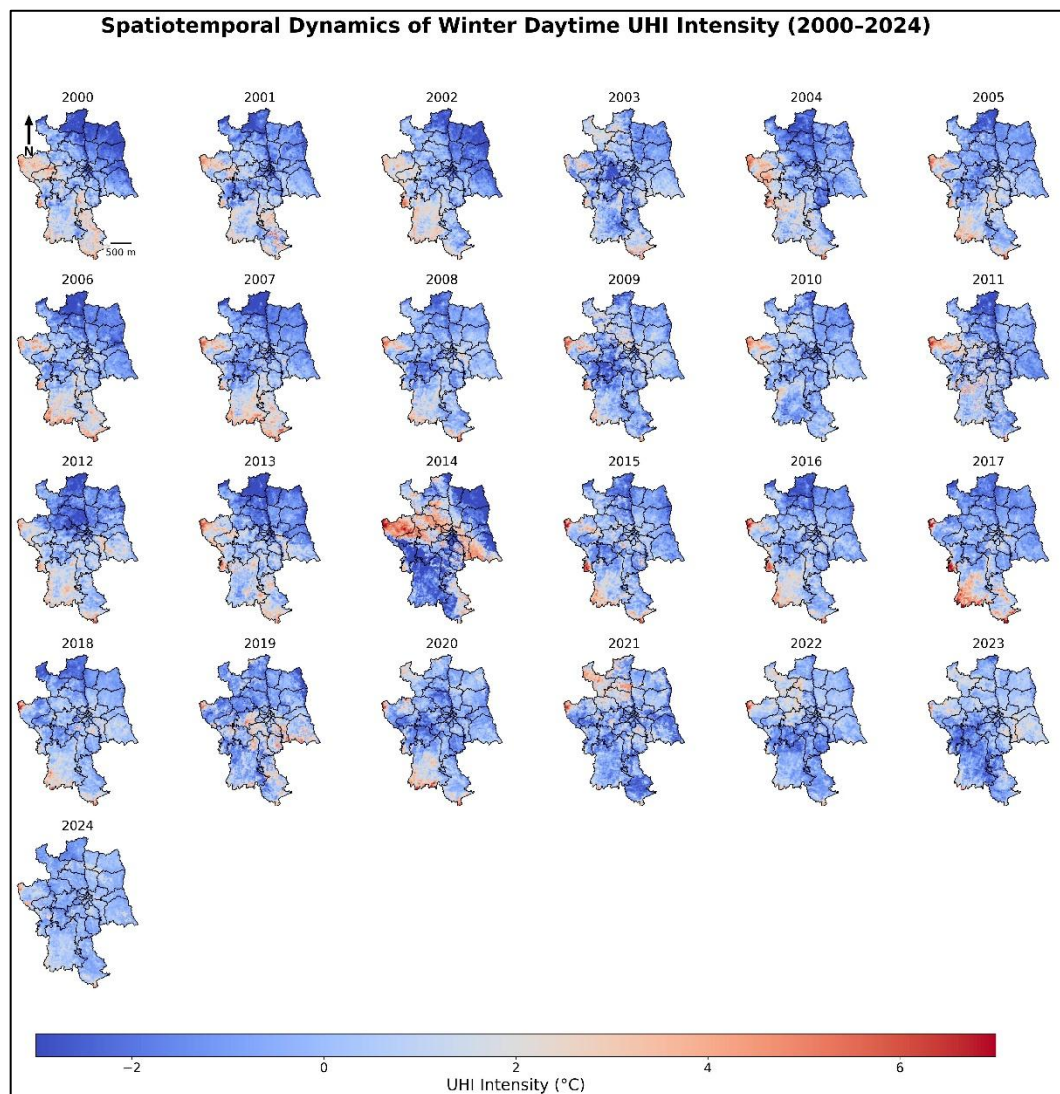 Spatiotemporal Dynamics of Winter Daytime UHI Intensity (2000–2024)
2000 2001 2002 2003 2004 2005
N
500 m
2006 2007 2008 2009 2010 2011
2012 2013 2014 2015 2016 2017
2018 2019 2020 2021 2022 2023
2024
−2 0 2 4 6
UHI Intensity (°C)